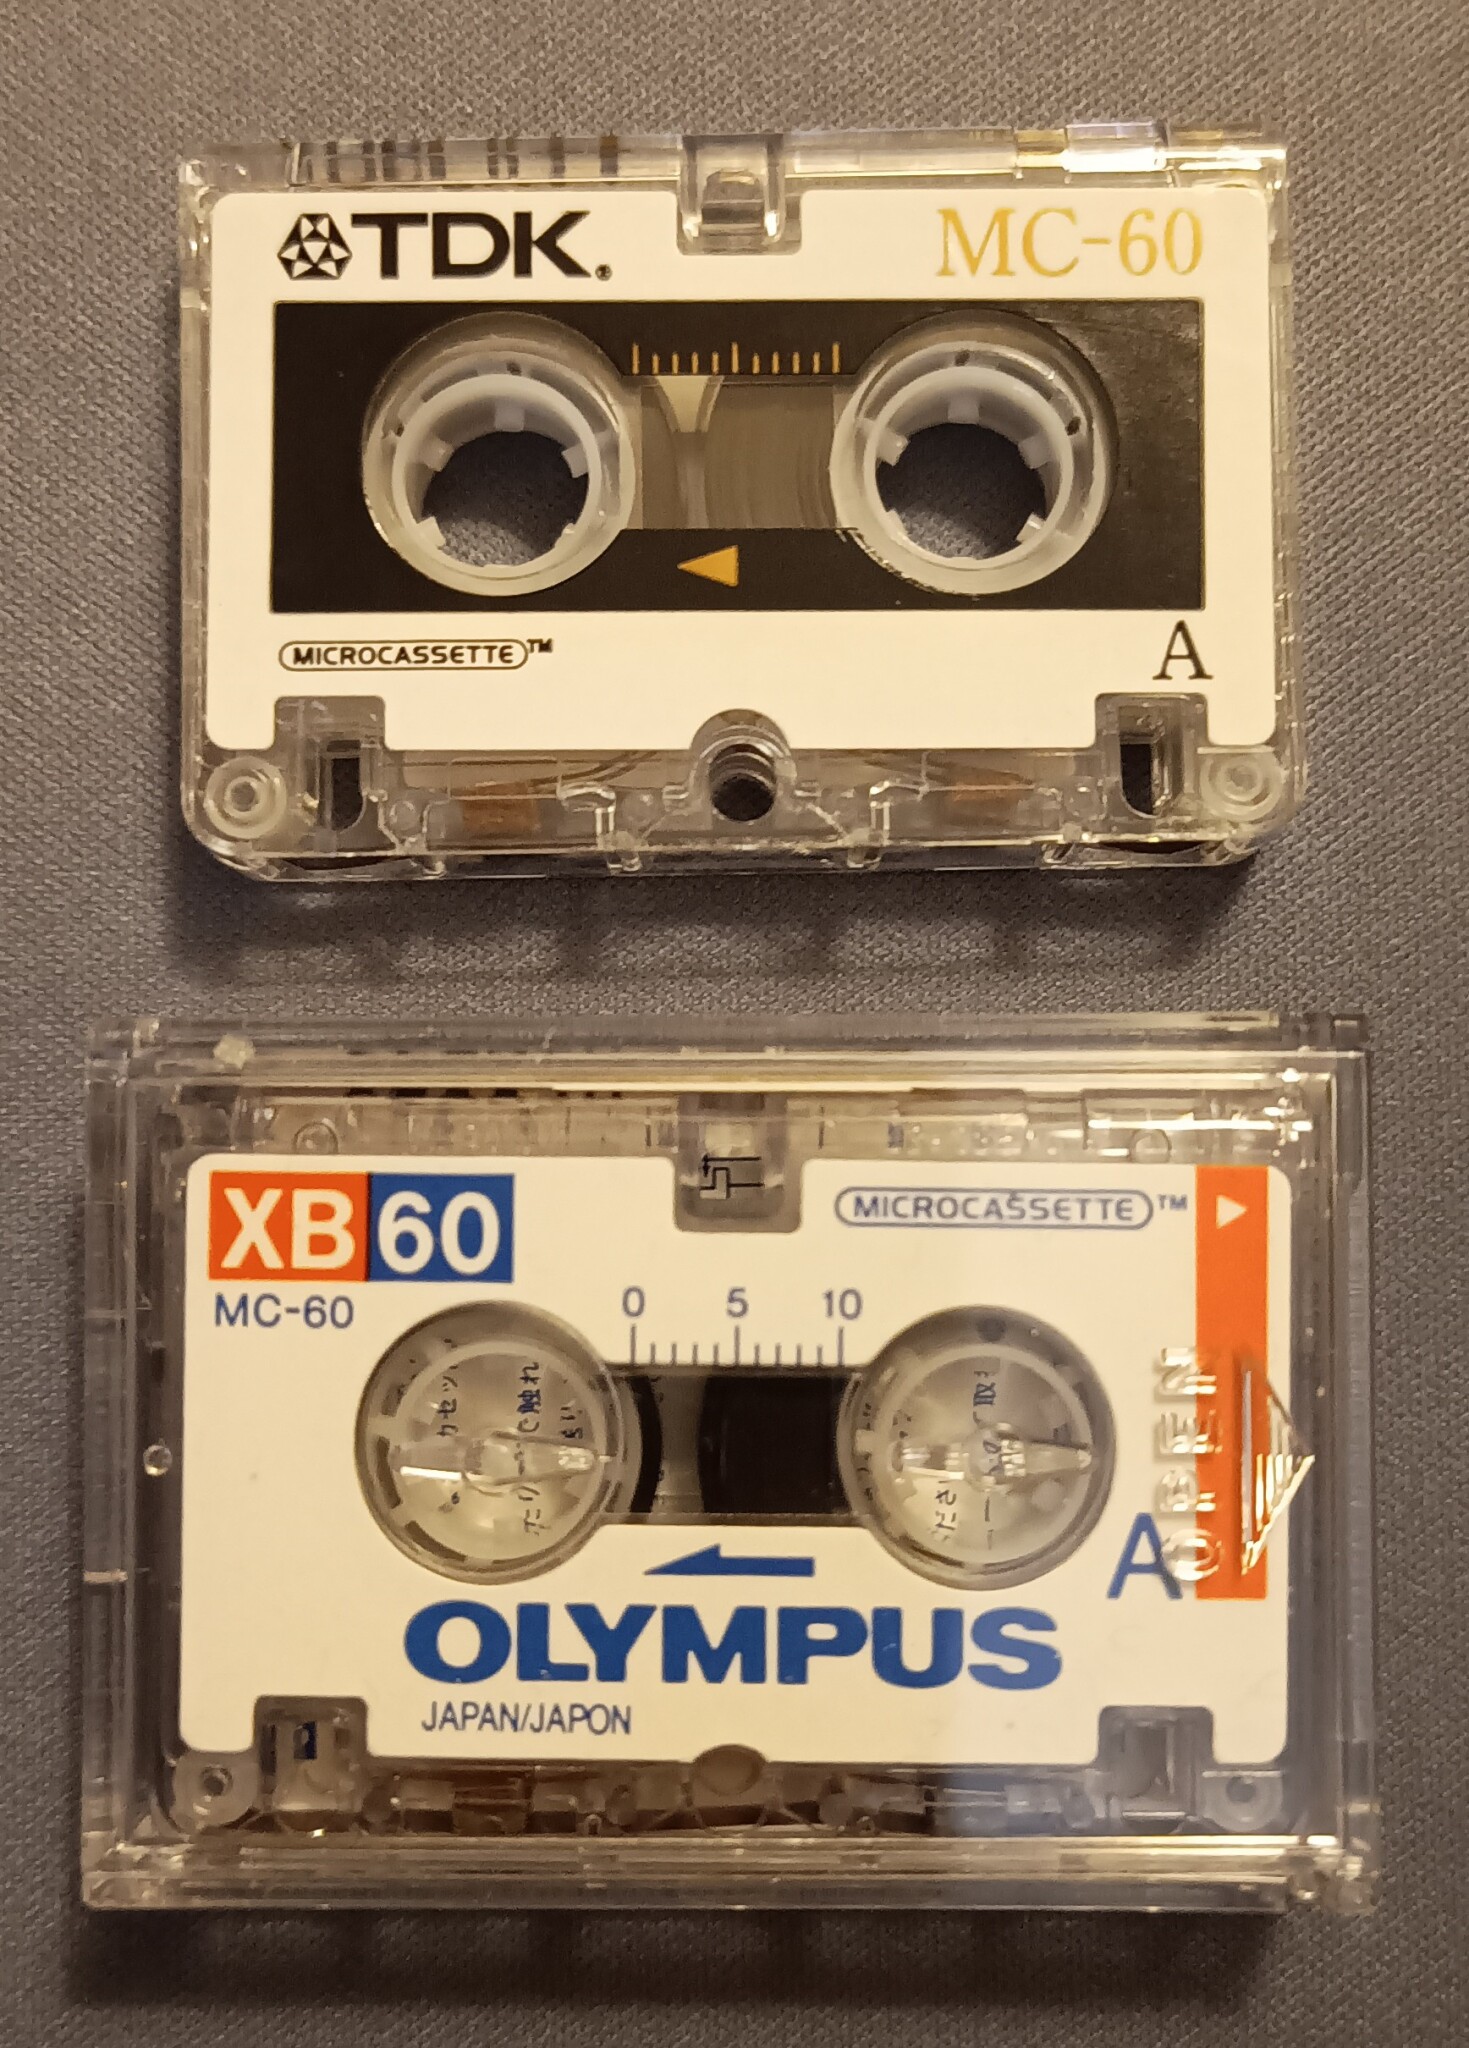 TDK®
MC-60
MICROCASSETTE™
A
XB 60
MICROCASSETTE™
MC-60
0 5 10
OPEN
A
OLYMPUS
JAPAN/JAPON